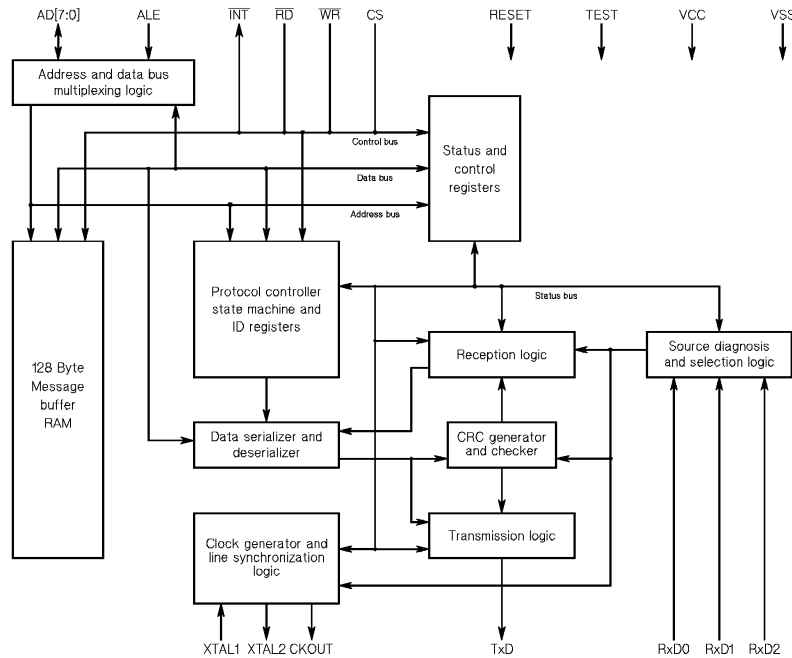 AD[7:0] ALE INT RD WR CS RESET TEST VCC VSS
Address and data bus
multiplexing logic
Control bus
Data bus
Address bus
Status and
control
registers
128 Byte
Message
buffer
RAM
Protocol controller
state machine and
ID registers
Status bus
Reception logic
Source diagnosis
and selection logic
Data serializer and
deserializer
CRC generator
and checker
Clock generator and
line synchronization
logic
Transmission logic
XTAL1 XTAL2 CKOUT TxD RxD0 RxD1 RxD2